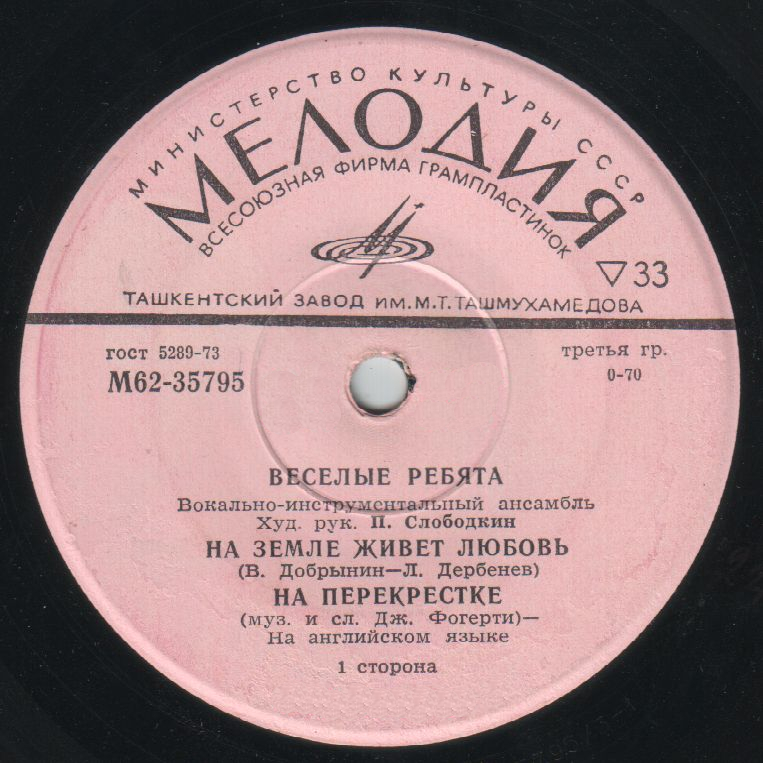 МИНИСТЕРСТВО КУЛЬТУРЫ СССР
МЕЛОДИЯ
ВСЕСОЮЗНАЯ ФИРМА ГРАМПЛАСТИНОК
33
ТАШКЕНТСКИЙ ЗАВОД ИМ. М.Т. ТАШМУХАМЕДОВА
гост 5289-73
третья гр.
М62-35795
0-70
ВЕСЕЛЫЕ РЕБЯТА
Вокально-инструментальный ансамбль
Худ. рук. П. Слободкин
НА ЗЕМЛЕ ЖИВЕТ ЛЮБОВЬ
(В. Добрынин—Л. Дербенев)
НА ПЕРЕКРЕСТКЕ
(муз. и сл. Дж. Фогерти)—
На английском языке
1 сторона